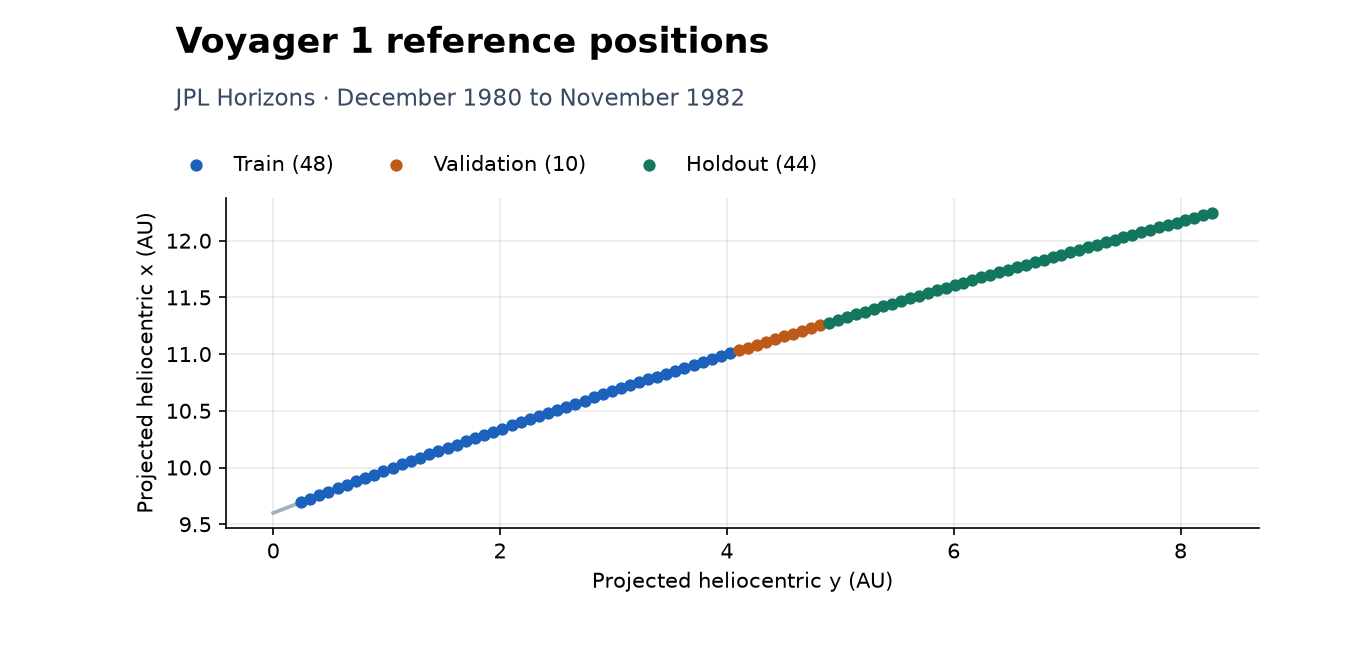 Voyager 1 reference positions
JPL Horizons · December 1980 to November 1982
Train (48) Validation (10) Holdout (44)
Projected heliocentric x (AU)
12.0
11.5
11.0
10.5
10.0
9.5
0 2 4 6 8
Projected heliocentric y (AU)